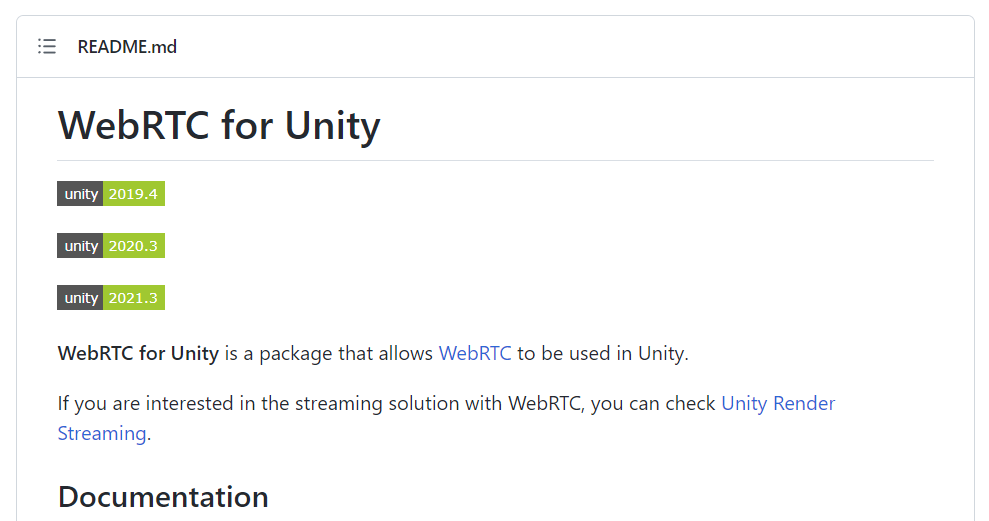 README.md
WebRTC for Unity
unity 2019.4
unity 2020.3
unity 2021.3
WebRTC for Unity is a package that allows WebRTC to be used in Unity.
If you are interested in the streaming solution with WebRTC, you can check Unity Render
Streaming.
Documentation